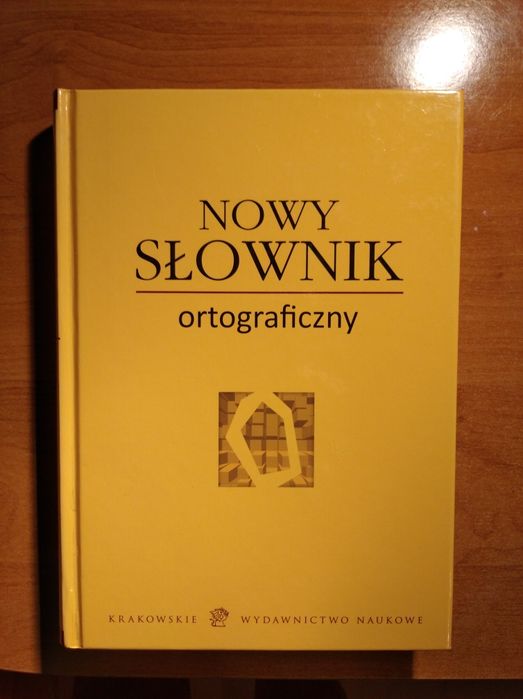 NOWY
SŁOWNIK
ortograficzny
KRAKOWSKIE WYDAWNICTWO NAUKOWE